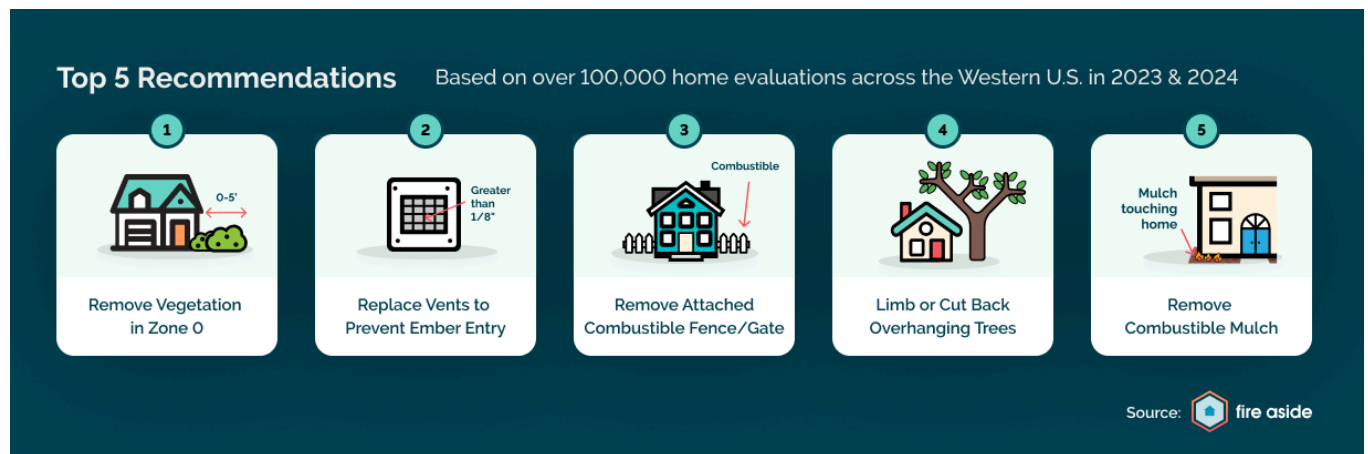 Top 5 Recommendations
Based on over 100,000 home evaluations across the Western U.S. in 2023 & 2024
1
0-5'
Remove Vegetation
in Zone 0
2
Greater
than
1/8"
Replace Vents to
Prevent Ember Entry
3
Combustible
Remove Attached
Combustible Fence/Gate
4
Limb or Cut Back
Overhanging Trees
5
Mulch
touching
home
Remove
Combustible Mulch
Source:
fire aside